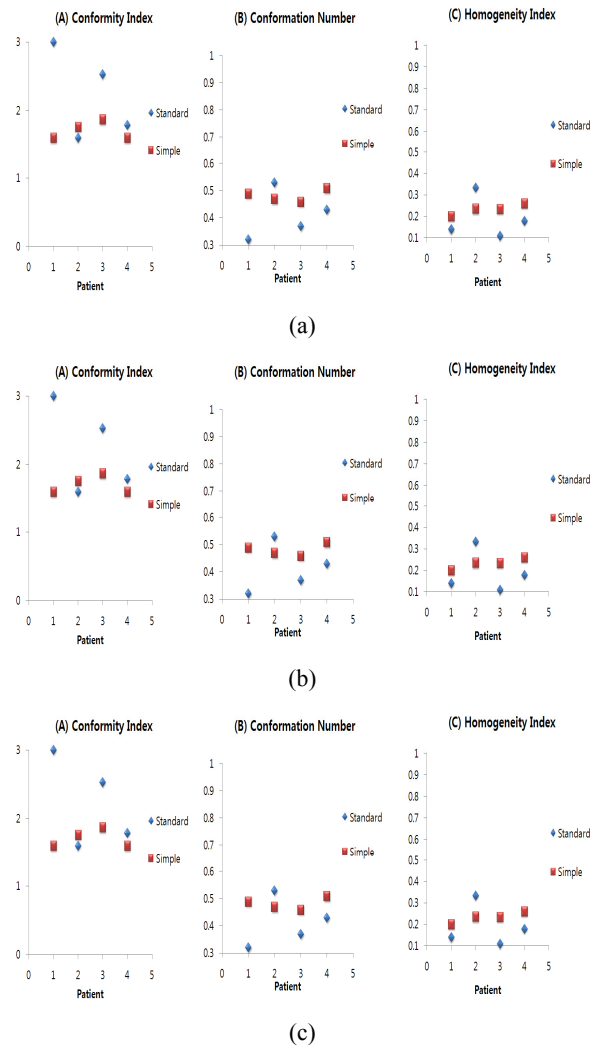 (A) Conformity Index
3
2
1
0
0 1 2 3 4 5
Patient
Standard
Simple
(B) Conformation Number
1
0.9
0.8
0.7
0.6
0.5
0.4
0.3
0 1 2 3 4 5
Patient
Standard
Simple
(C) Homogeneity Index
1
0.9
0.8
0.7
0.6
0.5
0.4
0.3
0.2
0.1
0 1 2 3 4 5
Patient
Standard
Simple
(a)
(A) Conformity Index
3
2
1
0
0 1 2 3 4 5
Patient
Standard
Simple
(B) Conformation Number
1
0.9
0.8
0.7
0.6
0.5
0.4
0.3
0 1 2 3 4 5
Patient
Standard
Simple
(C) Homogeneity Index
1
0.9
0.8
0.7
0.6
0.5
0.4
0.3
0.2
0.1
0 1 2 3 4 5
Patient
Standard
Simple
(b)
(A) Conformity Index
3
2
1
0
0 1 2 3 4 5
Patient
Standard
Simple
(B) Conformation Number
1
0.9
0.8
0.7
0.6
0.5
0.4
0.3
0 1 2 3 4 5
Patient
Standard
Simple
(C) Homogeneity Index
1
0.9
0.8
0.7
0.6
0.5
0.4
0.3
0.2
0.1
0 1 2 3 4 5
Patient
Standard
Simple
(c)